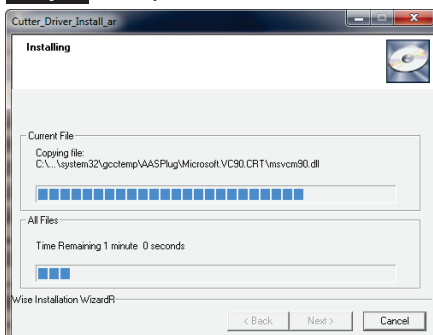 Cutter_Driver_Install_ar
Installing
Current File
Copying file:
C:\...\system32\gcctemp\AASPlug\Microsoft.VC90.CRT\msvcm90.dll
All Files
Time Remaining 1 minute 0 seconds
Wise Installation WizardR
< Back Next > Cancel